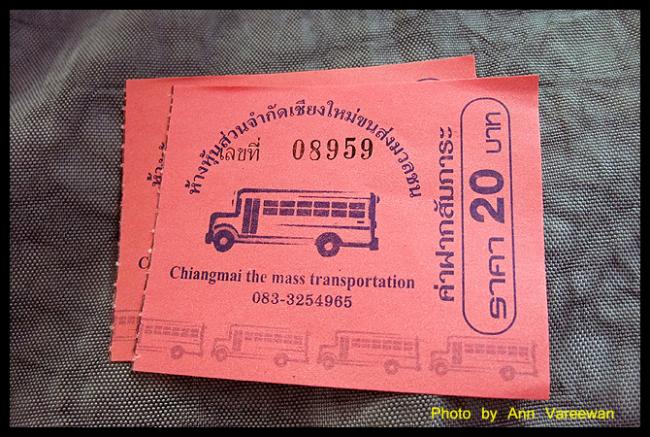 ห้างหุ้นส่วนจำกัดเชียงใหม่ขนส่งมวลชน
เลขที่ 08959
Chiangmai the mass transportation
083-3254965
ค่าฝากสัมภาระ
ราคา 20 บาท
Photo by Ann Vareewan